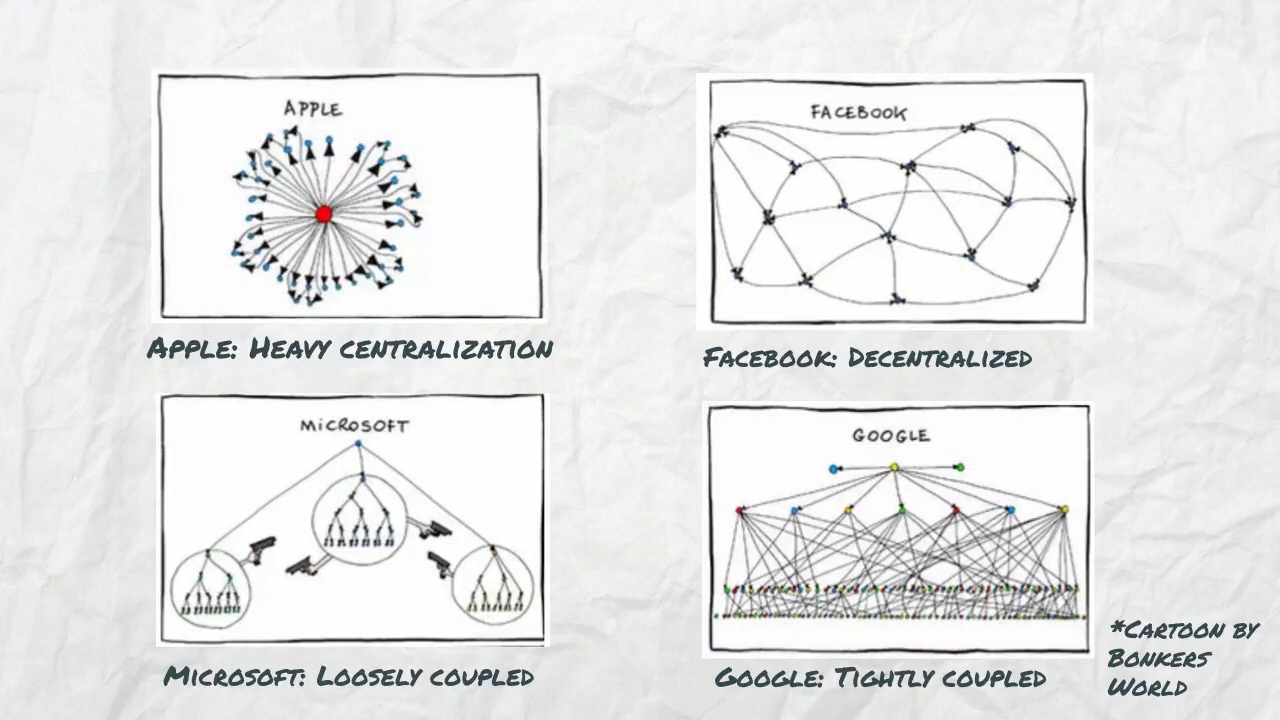 APPLE
FACEBOOK
APPLE: HEAVY CENTRALIZATION
FACEBOOK: DECENTRALIZED
MiCROSOFT
GOOGLE
MICROSOFT: LOOSELY COUPLED
GOOGLE: TIGHTLY COUPLED
*CARTOON BY
BONKERS
WORLD